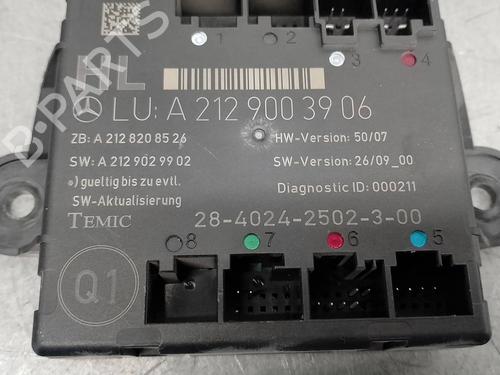 1 2
3 4
LU: A 212 900 39 06
ZB: A 212 820 85 26
HW-Version: 50/07
SW: A 212 902 99 02
SW-Version: 26/09_00
*) gueltig bis zu evtl.
SW-Aktualisierung
Diagnostic ID: 000211
TEMIC
28-4024-2502-3-00
8 7 6 5
Q1
B-PARTS